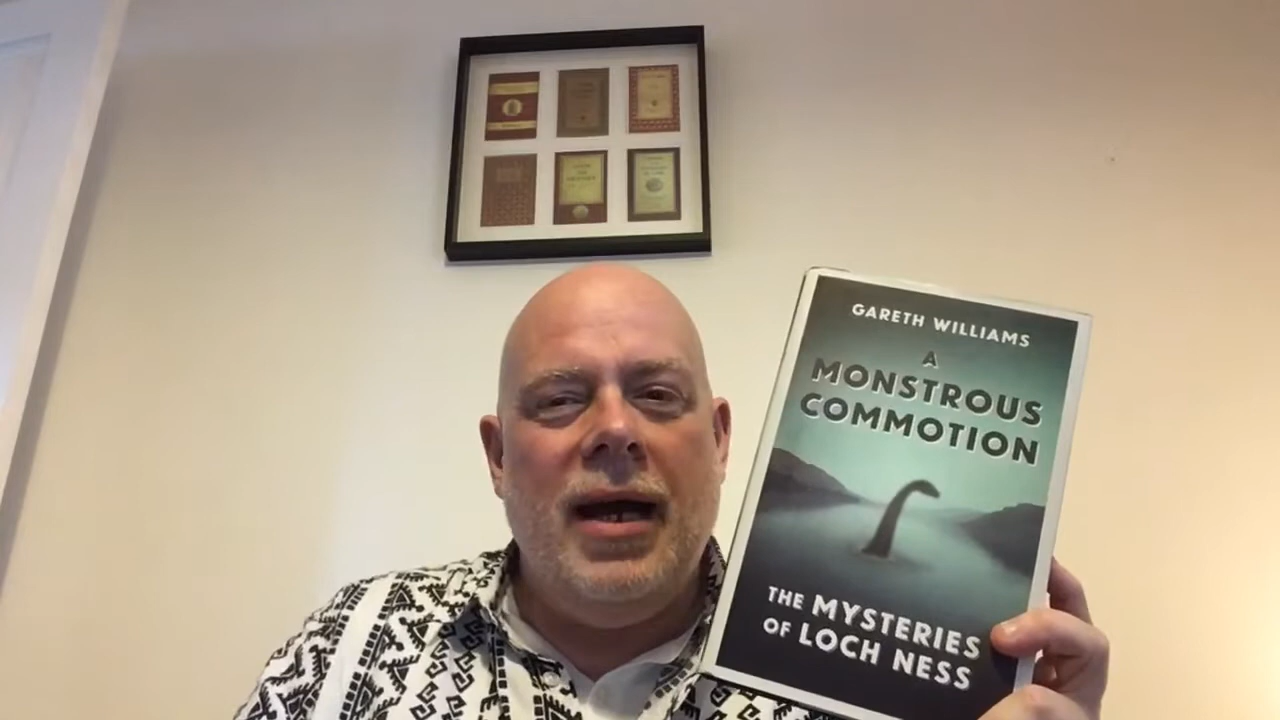 GARETH WILLIAMS
A
MONSTROUS
COMMOTION
THE MYSTERIES
OF LOCH NESS